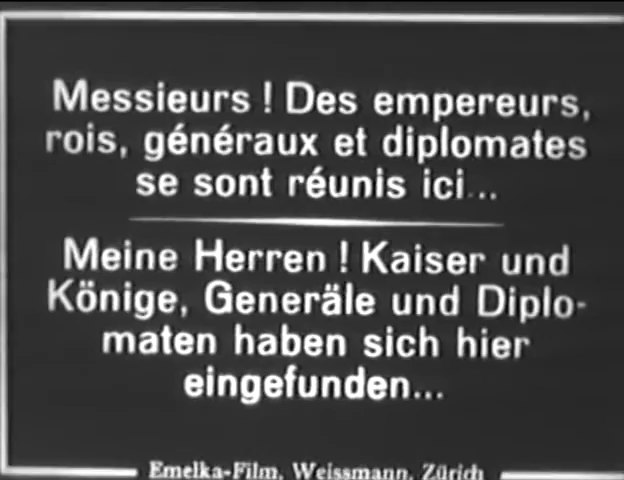 Messieurs ! Des empereurs,
rois, généraux et diplomates
se sont réunis ici...
Meine Herren ! Kaiser und
Könige, Generäle und Diplo-
maten haben sich hier
eingefunden...
Emelka-Film, Weissmann, Zürich